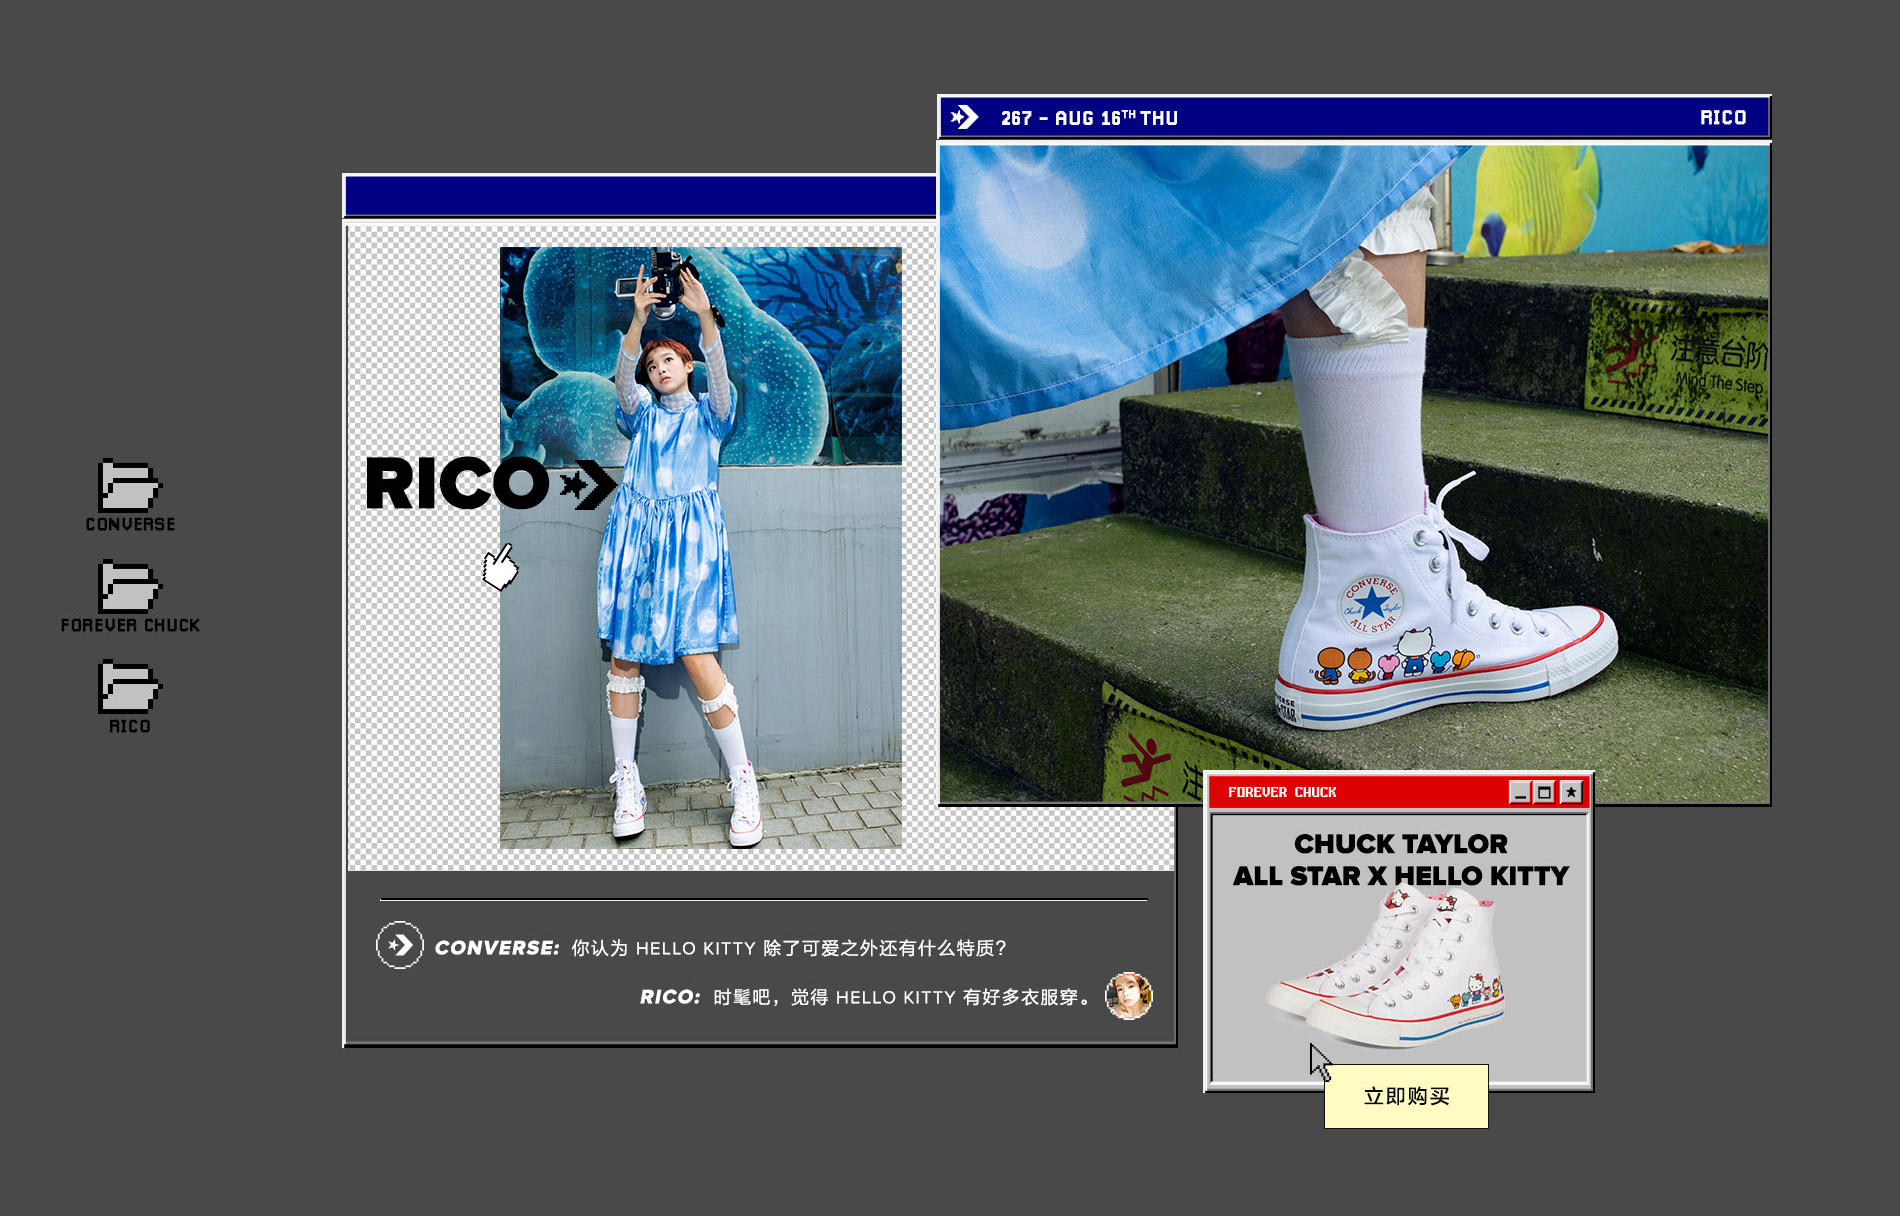 267 - AUG 16TH THU
RICO
RICO
CONVERSE
FOREVER CHUCK
RICO
注意台阶
Mind The Step
CONVERSE
Chuck Taylor
ALL STAR
注
FOREVER CHUCK
CHUCK TAYLOR
ALL STAR X HELLO KITTY
CONVERSE: 你认为 HELLO KITTY 除了可爱之外还有什么特质?
RICO: 时髦吧，觉得 HELLO KITTY 有好多衣服穿。
立即购买